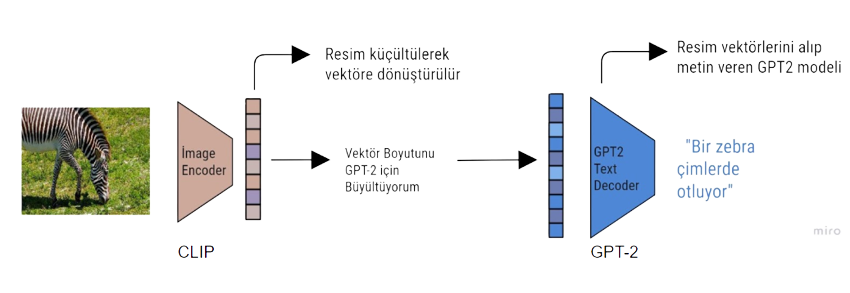 Resim küçültülerek
vektöre dönüştürülür
Resim vektörlerini alıp
metin veren GPT2 modeli
İmage
Encoder
Vektör Boyutunu
GPT-2 için
Büyültüyorum
GPT2
Text
Decoder
"Bir zebra
çimlerde
otluyor"
CLIP
GPT-2
miro